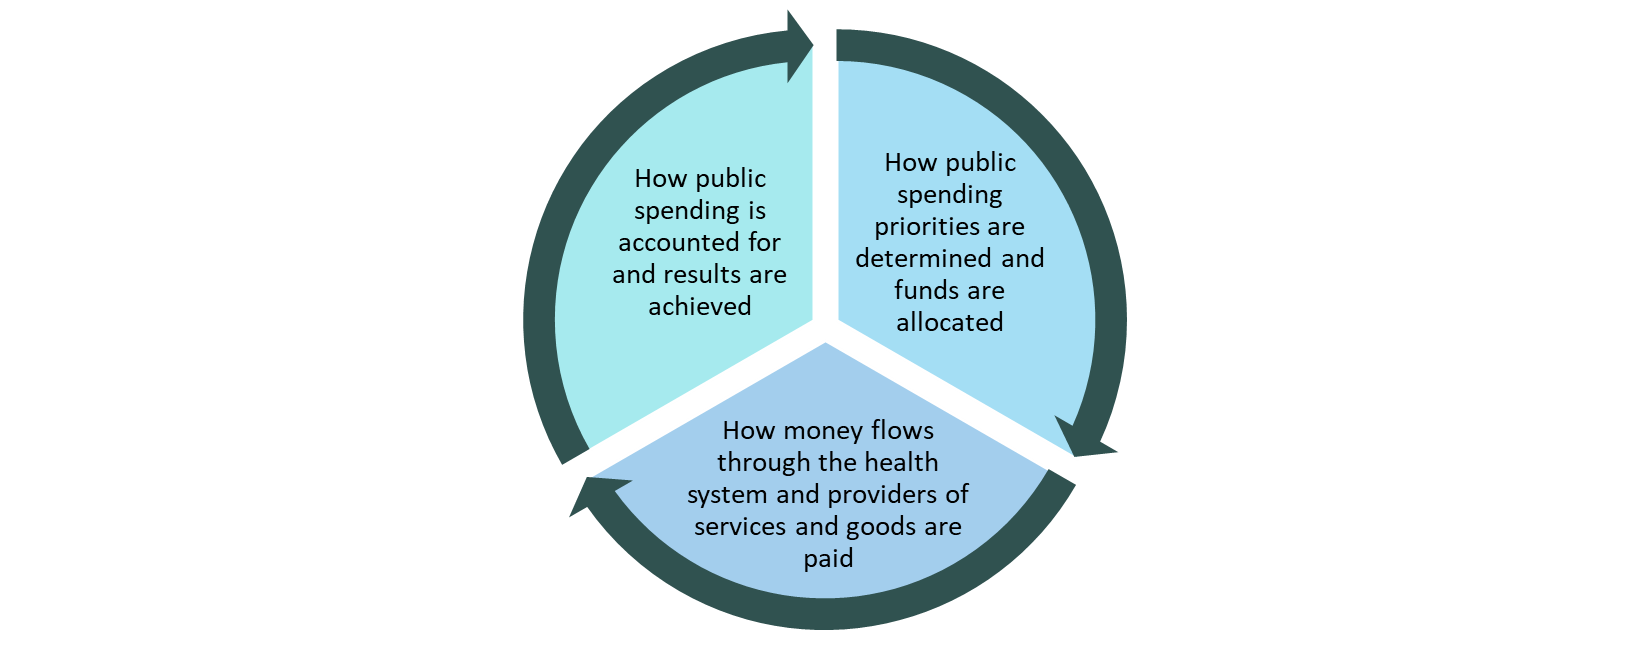 How public
spending is
accounted for
and results are
achieved
How public
spending
priorities are
determined and
funds are
allocated
How money flows
through the health
system and providers of
services and goods are
paid